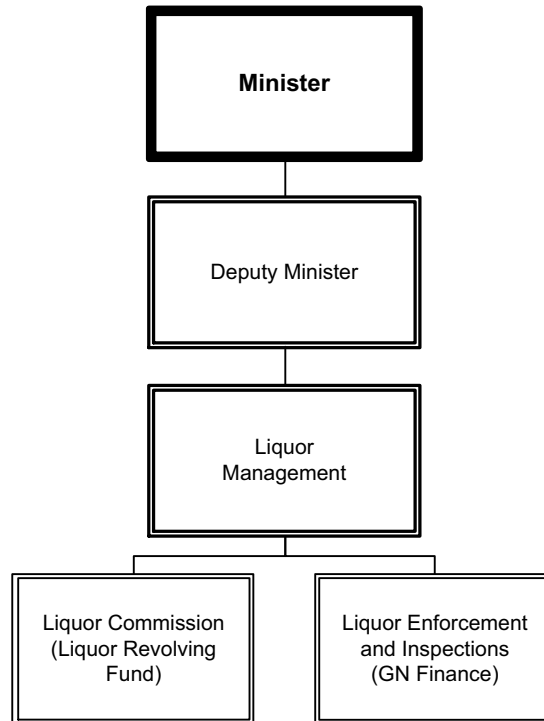 Minister
Deputy Minister
Liquor
Management
Liquor Commission
(Liquor Revolving
Fund)
Liquor Enforcement
and Inspections
(GN Finance)